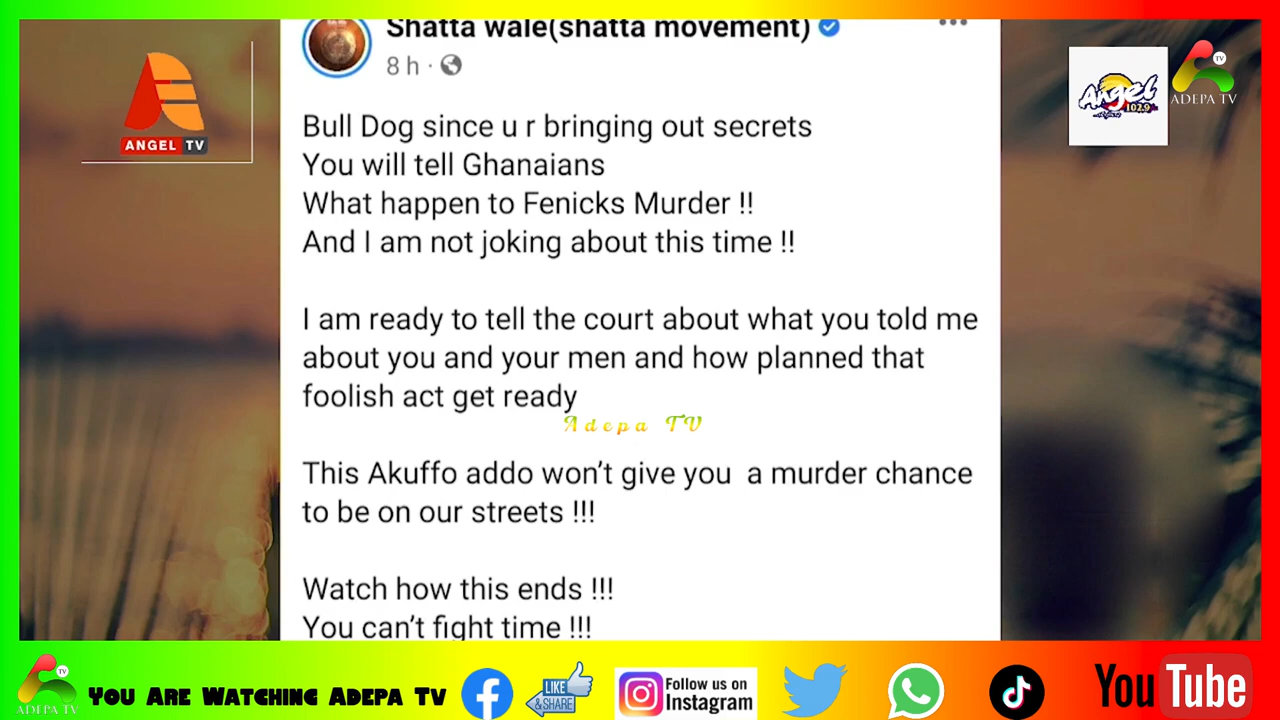 Shatta wale(shatta movement)
8 h ·
Bull Dog since u r bringing out secrets
You will tell Ghanaians
What happen to Fenicks Murder !!
And I am not joking about this time !!
I am ready to tell the court about what you told me
about you and your men and how planned that
foolish act get ready
Adepa TV
This Akuffo addo won’t give you a murder chance
to be on our streets !!!
Watch how this ends !!!
You can’t fight time !!!
ANGEL TV
Angel
102.9
TV
ADEPA TV
TV
ADEPA TV
You Are Watching Adepa Tv
LIKE
& SHARE
Follow us on
Instagram
YouTube